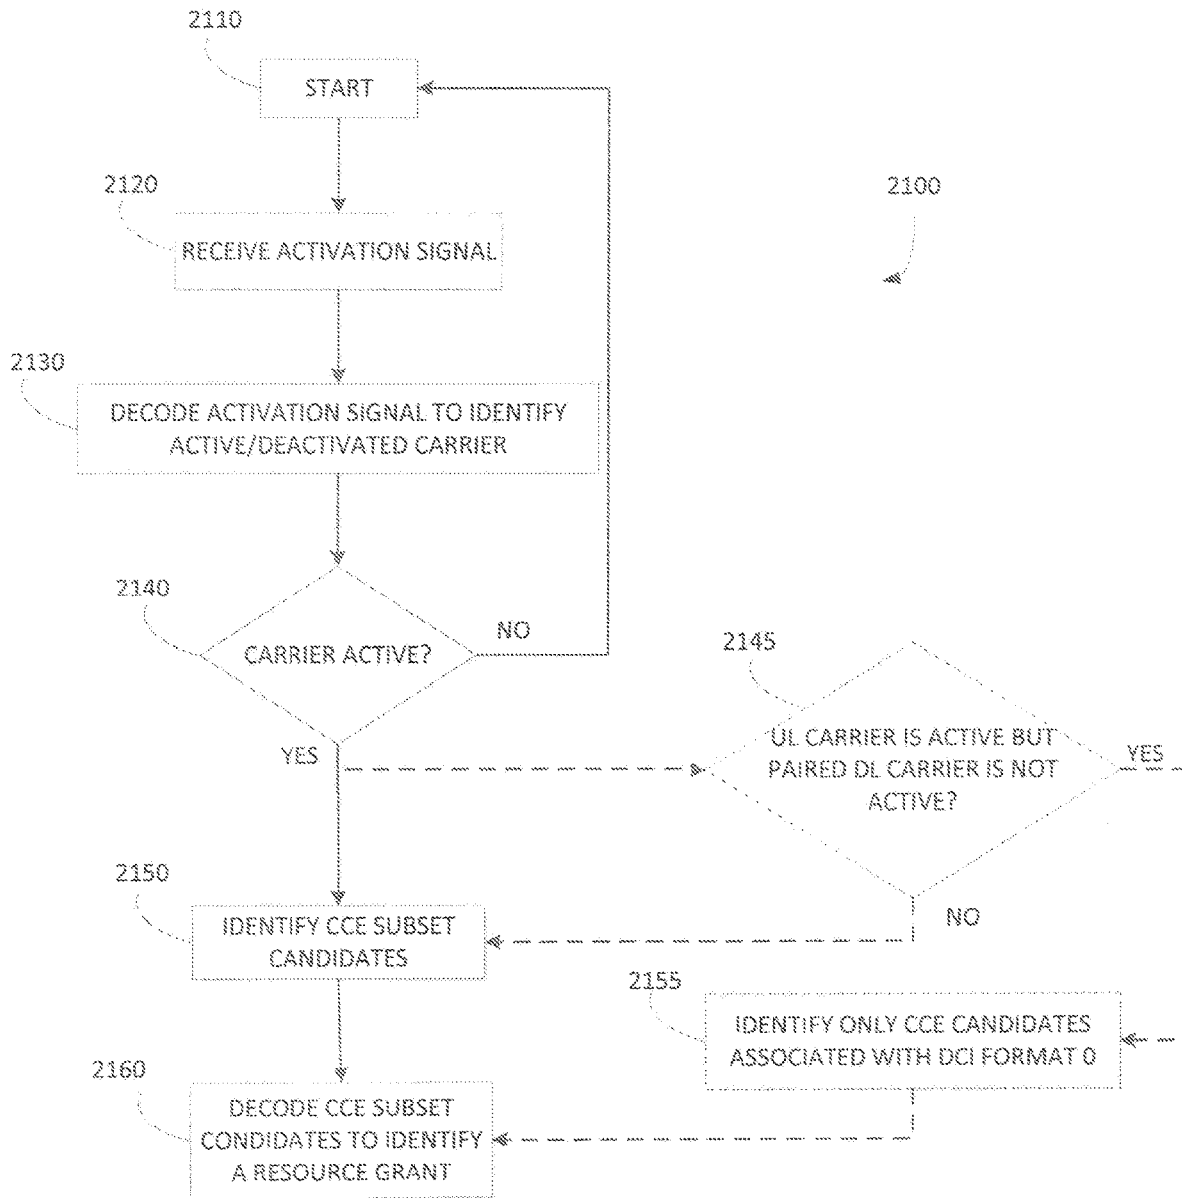 2110
START
2120
RECEIVE ACTIVATION SIGNAL
2100
2130
DECODE ACTIVATION SIGNAL TO IDENTIFY
ACTIVE/DEACTIVATED CARRIER
2140
CARRIER ACTIVE?
NO
YES
2145
UL CARRIER IS ACTIVE BUT
PAIRED DL CARRIER IS NOT
ACTIVE?
YES
NO
2150
IDENTIFY CCE SUBSET
CANDIDATES
2155
IDENTIFY ONLY CCE CANDIDATES
ASSOCIATED WITH DCI FORMAT 0
2160
DECODE CCE SUBSET
CONDIDATES TO IDENTIFY
A RESOURCE GRANT